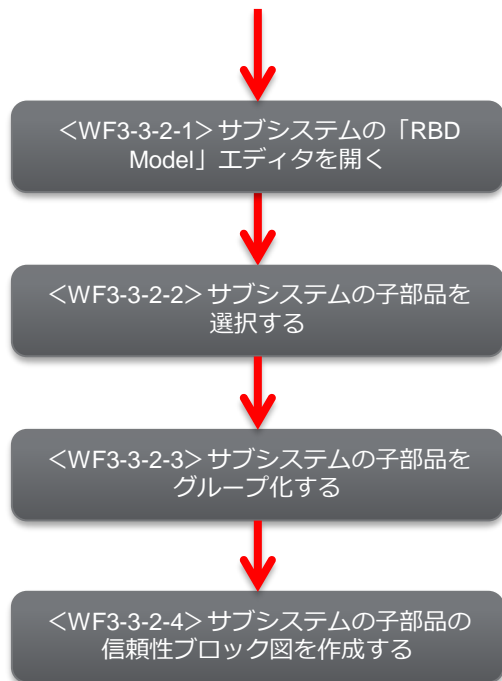 <WF3-3-2-1>サブシステムの「RBD
Model」エディタを開く
<WF3-3-2-2>サブシステムの子部品を
選択する
<WF3-3-2-3>サブシステムの子部品を
グループ化する
<WF3-3-2-4>サブシステムの子部品の
信頼性ブロック図を作成する